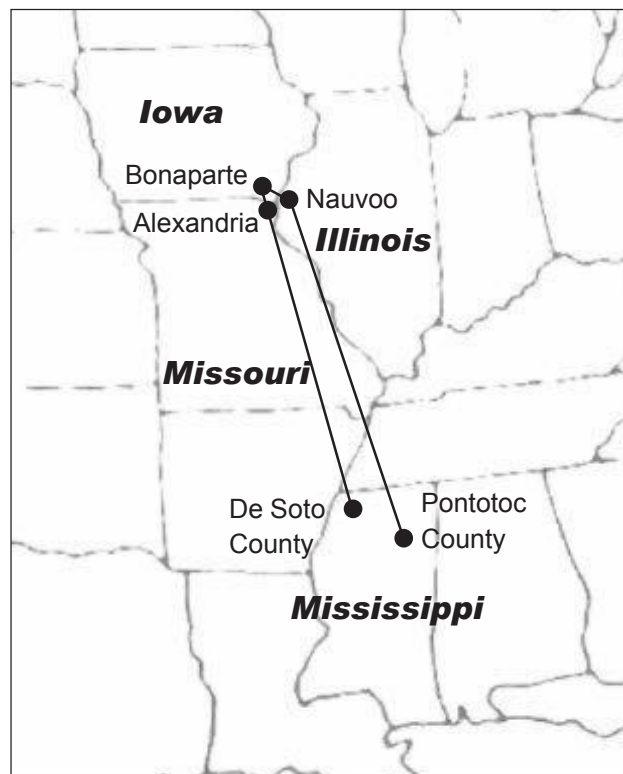 Iowa
Bonaparte
Nauvoo
Alexandria
Illinois
Missouri
De Soto
County
Pontotoc
County
Mississippi